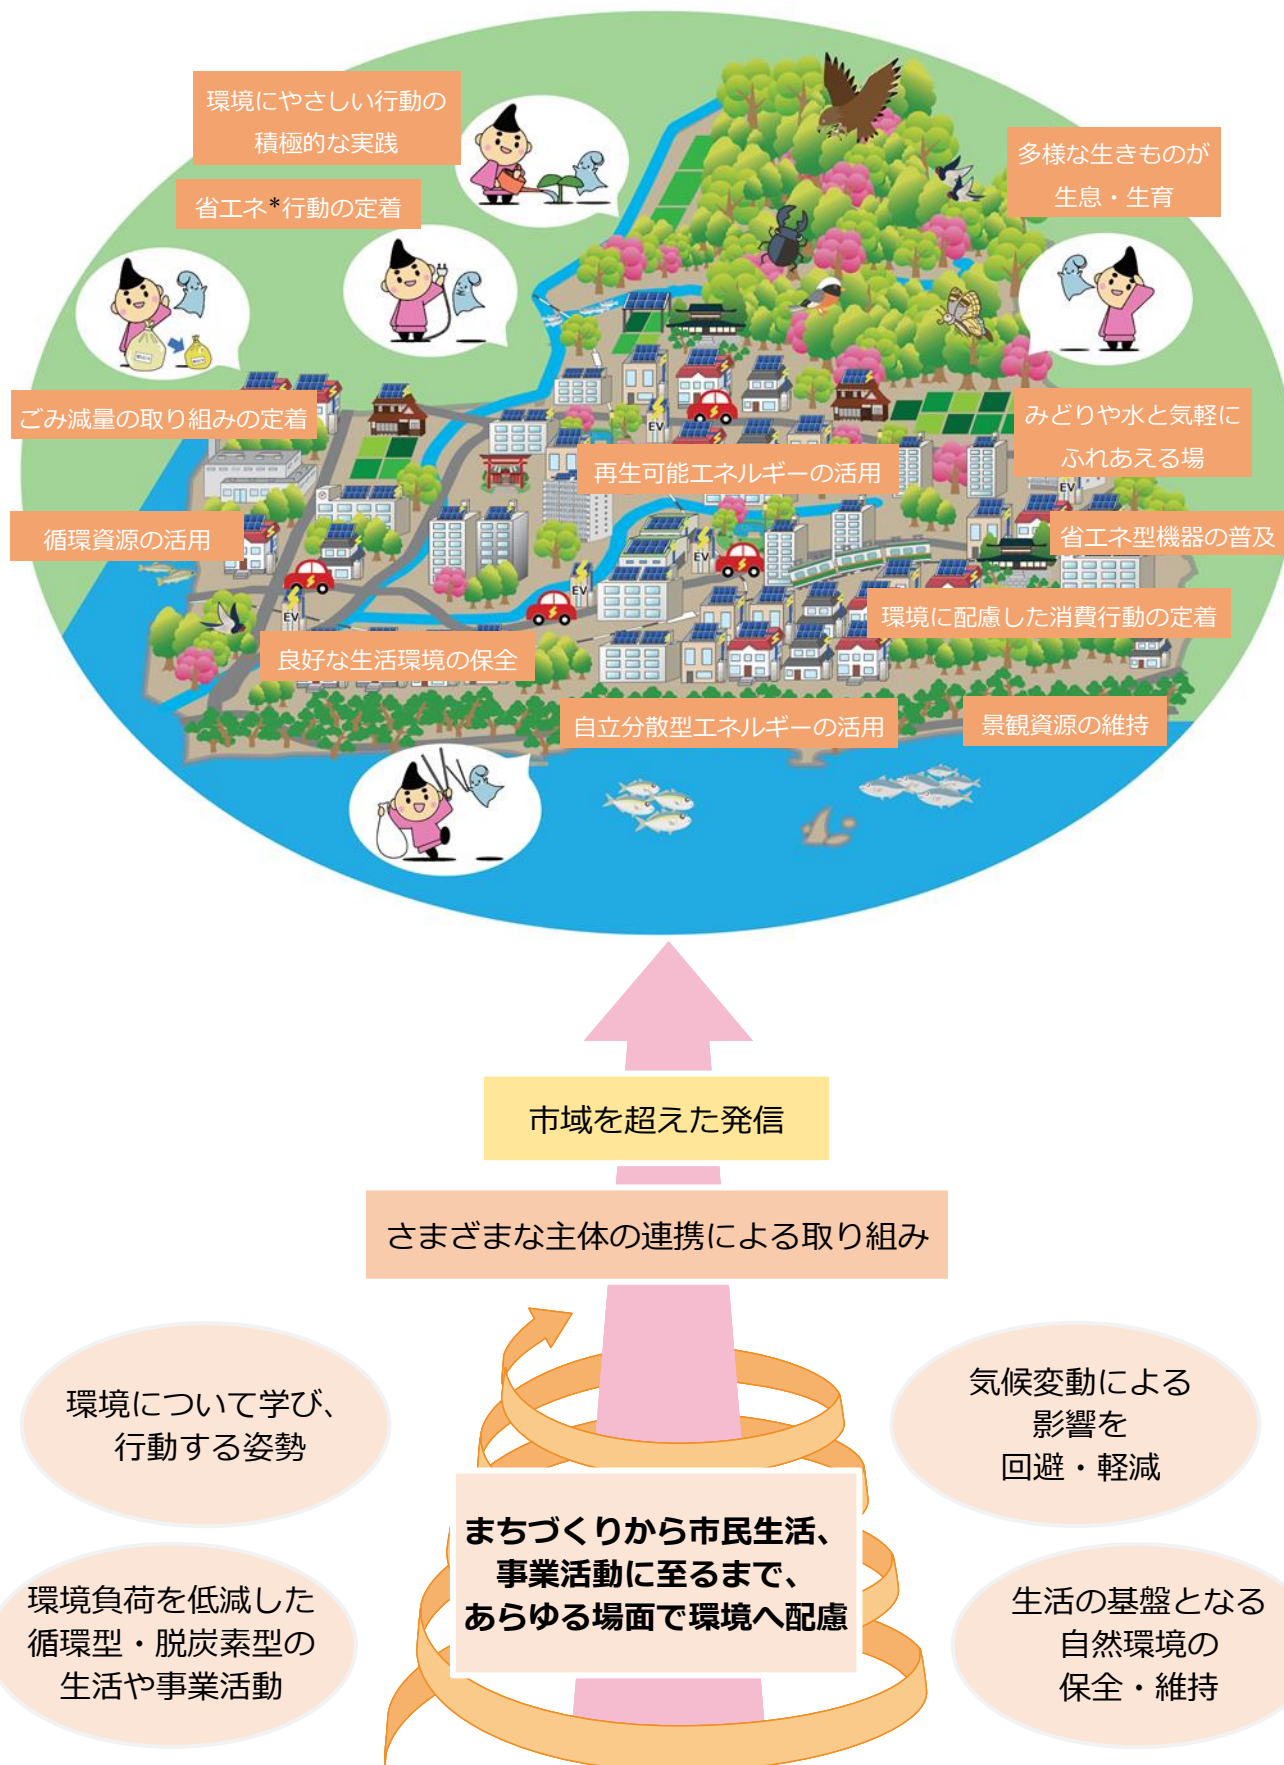 環境にやさしい行動の
積極的な実践
省エネ*行動の定着
多様な生きものが
生息・生育
ごみ減量の取り組みの定着
みどりや水と気軽に
ふれあえる場
再生可能エネルギーの活用
循環資源の活用
省エネ型機器の普及
環境に配慮した消費行動の定着
良好な生活環境の保全
自立分散型エネルギーの活用
景観資源の維持
EV
EV
EV
EV
EV
市域を超えた発信
さまざまな主体の連携による取り組み
環境について学び、
行動する姿勢
気候変動による
影響を
回避・軽減
まちづくりから市民生活、
事業活動に至るまで、
あらゆる場面で環境へ配慮
環境負荷を低減した
循環型・脱炭素型の
生活や事業活動
生活の基盤となる
自然環境の
保全・維持